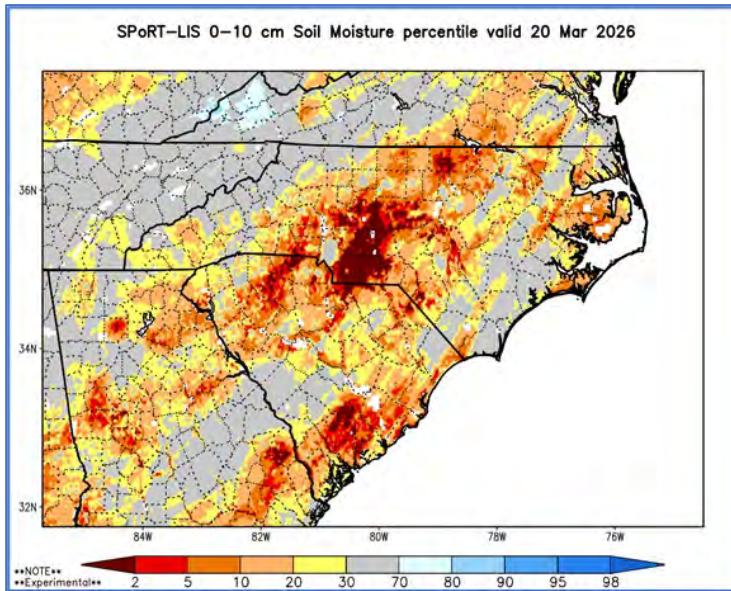 SPoRT-LIS 0-10 cm Soil Moisture percentile valid 20 Mar 2026
36N
34N
32N
84W 82W 80W 78W 76W
**NOTE**
**Experimental**
2 5 10 20 30 70 80 90 95 98